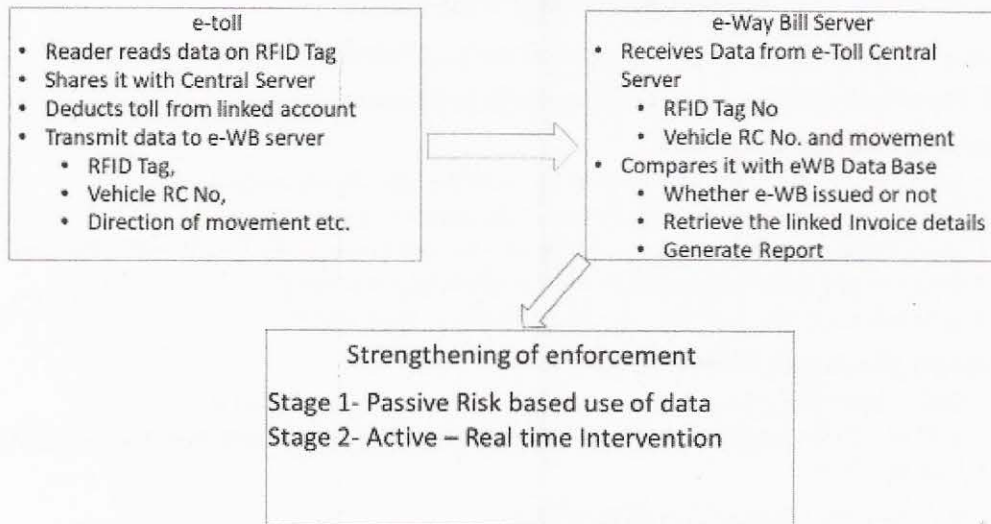 e-toll
• Reader reads data on RFID Tag
• Shares it with Central Server
• Deducts toll from linked account
• Transmit data to e-WB server
• RFID Tag,
• Vehicle RC No,
• Direction of movement etc.
e-Way Bill Server
• Receives Data from e-Toll Central
Server
• RFID Tag No
• Vehicle RC No. and movement
• Compares it with eWB Data Base
• Whether e-WB issued or not
• Retrieve the linked Invoice details
• Generate Report
Strengthening of enforcement
Stage 1- Passive Risk based use of data
Stage 2- Active – Real time Intervention